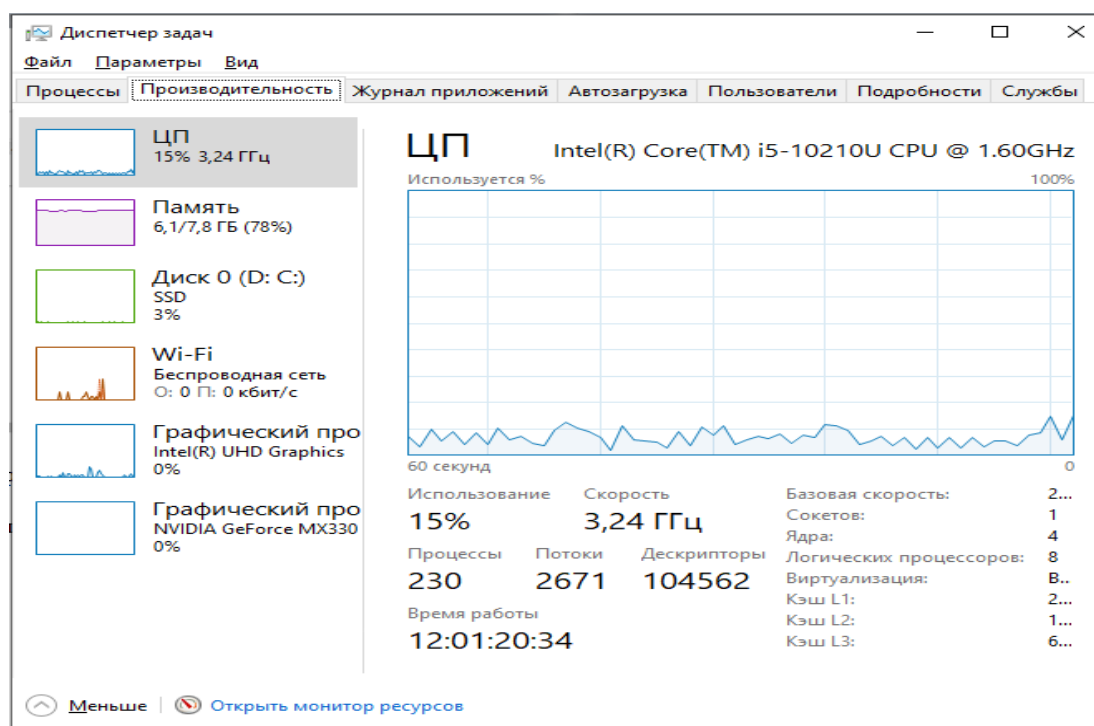 Диспетчер задач
Файл Параметры Вид
Процессы Производительность Журнал приложений Автозагрузка Пользователи Подробности Службы
ЦП
15% 3,24 ГГц
Память
6,1/7,8 ГБ (78%)
Диск 0 (D: C:)
SSD
3%
Wi-Fi
Беспроводная сеть
О: 0 П: 0 кбит/с
Графический про
Intel(R) UHD Graphics
0%
Графический про
NVIDIA GeForce MX330
0%
ЦП Intel(R) Core(TM) i5-10210U CPU @ 1.60GHz
Используется % 100%
60 секунд 0
Использование Скорость
15% 3,24 ГГц
Процессы Потоки Дескрипторы
230 2671 104562
Время работы
12:01:20:34
Базовая скорость: 2...
Сокетов: 1
Ядра: 4
Логических процессоров: 8
Виртуализация: В..
Кэш L1: 2...
Кэш L2: 1...
Кэш L3: 6...
Меньше Открыть монитор ресурсов